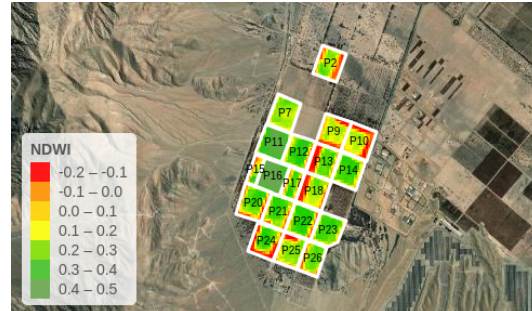 P2
P7
P9
P10
P11
P12
P13
P14
P15
P16
P17
P18
P20
P21
P22
P23
P24
P25
P26
NDWI
-0.2 – -0.1
-0.1 – 0.0
0.0 – 0.1
0.1 – 0.2
0.2 – 0.3
0.3 – 0.4
0.4 – 0.5